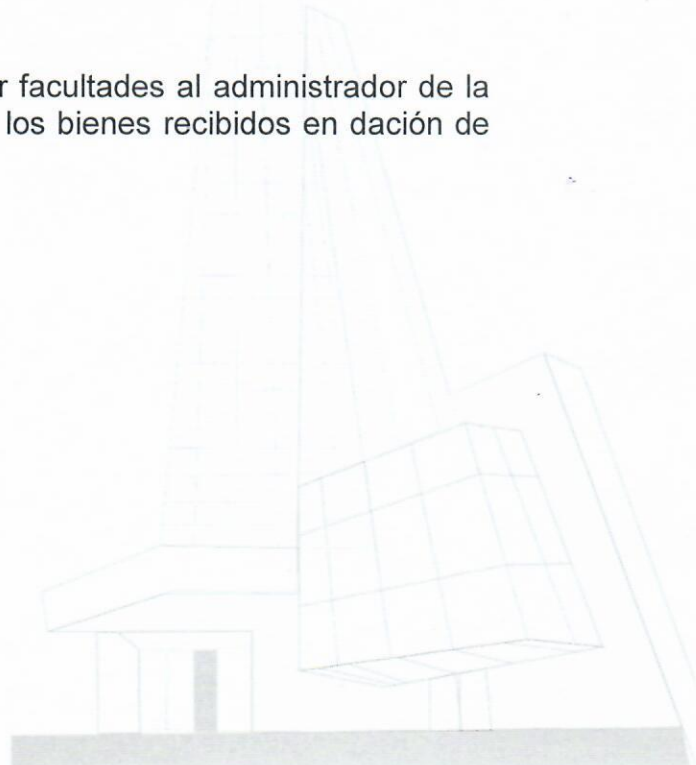 r facultades al administrador de la
los bienes recibidos en dación de